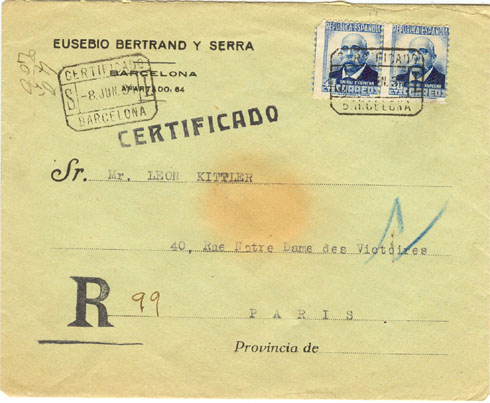 EUSEBIO BERTRAND Y SERRA
BARCELONA
APARTADO, 64
REPUBLICA ESPAÑOLA REPUBLICA ESPAÑOLA
CERTIFICADO
-8. JUN.
BARCELONA
CERTIFICADO
BARCELONA
CERTIFICADO
Sr. Mr. LEON KITTLER
40, Rue Notre Dame des Victoires
R 99
PARIS
Provincia de